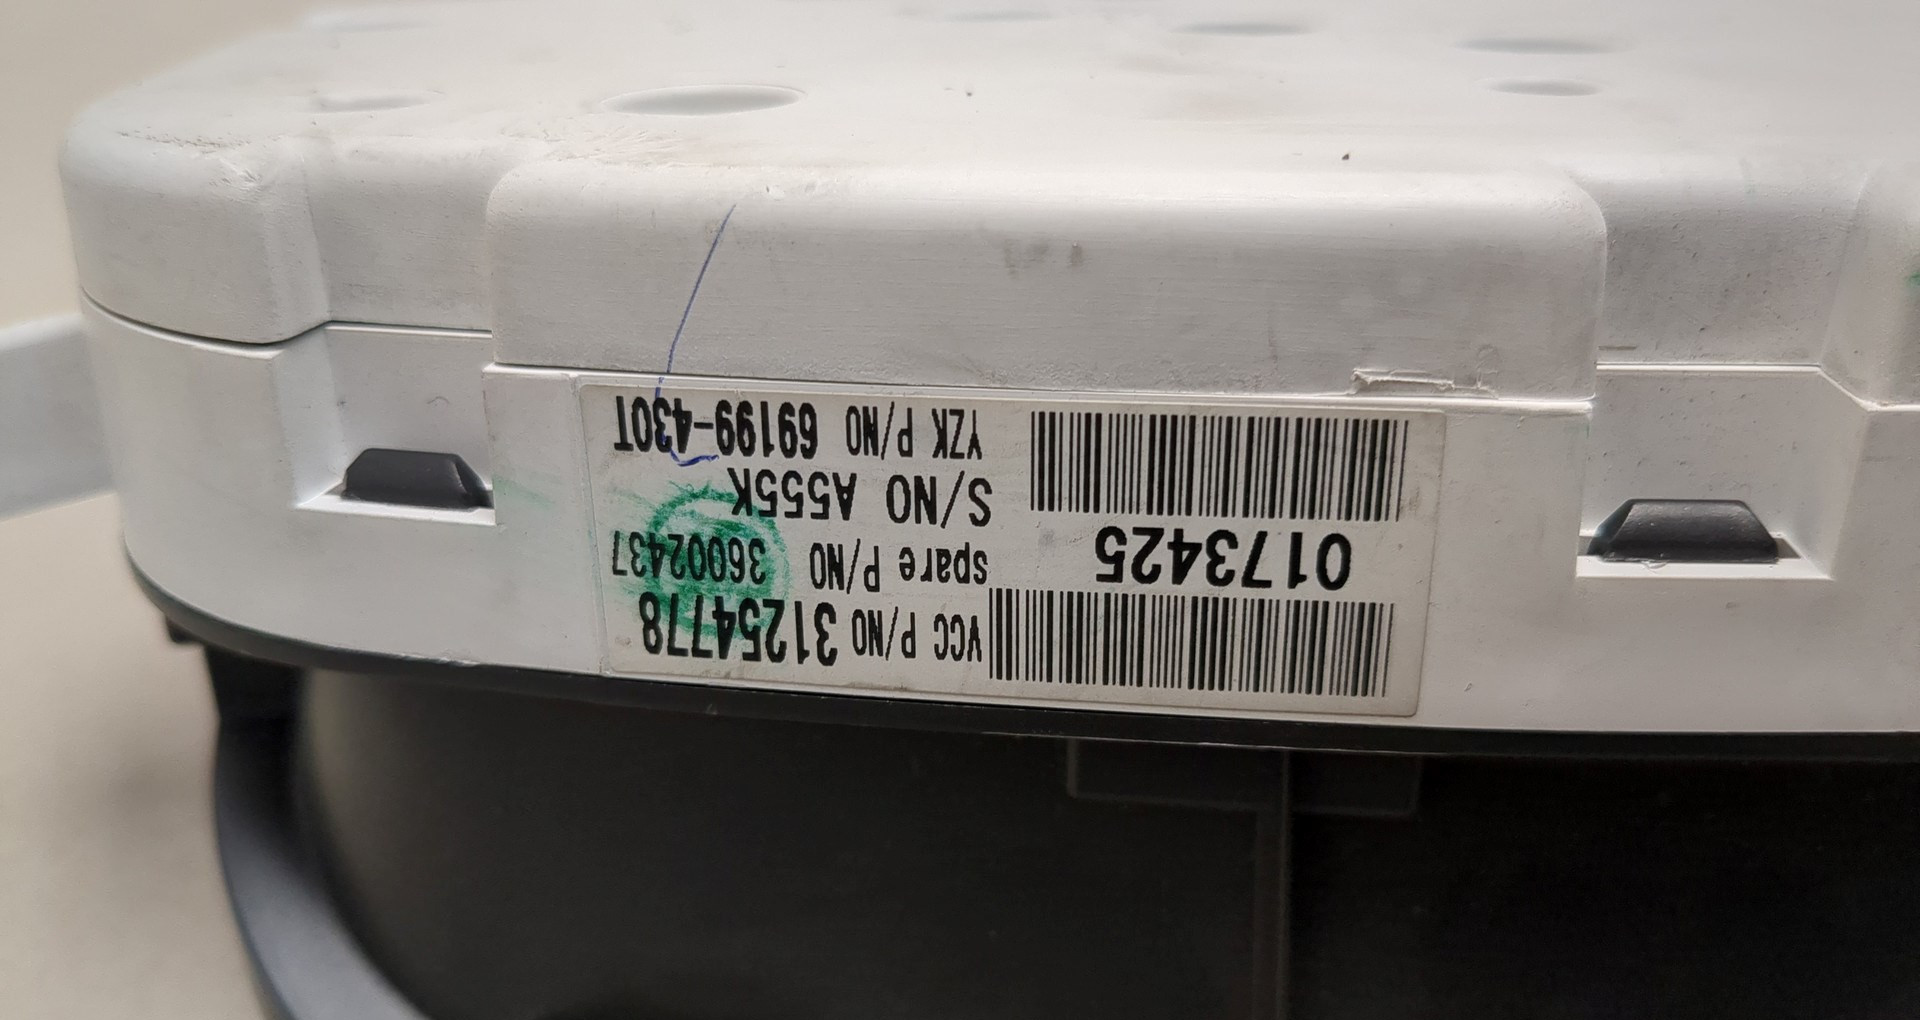 VCC P/NO 31254778
spare P/NO 36002437
S/NO A555K
YZK P/NO 69199-430T
0173425